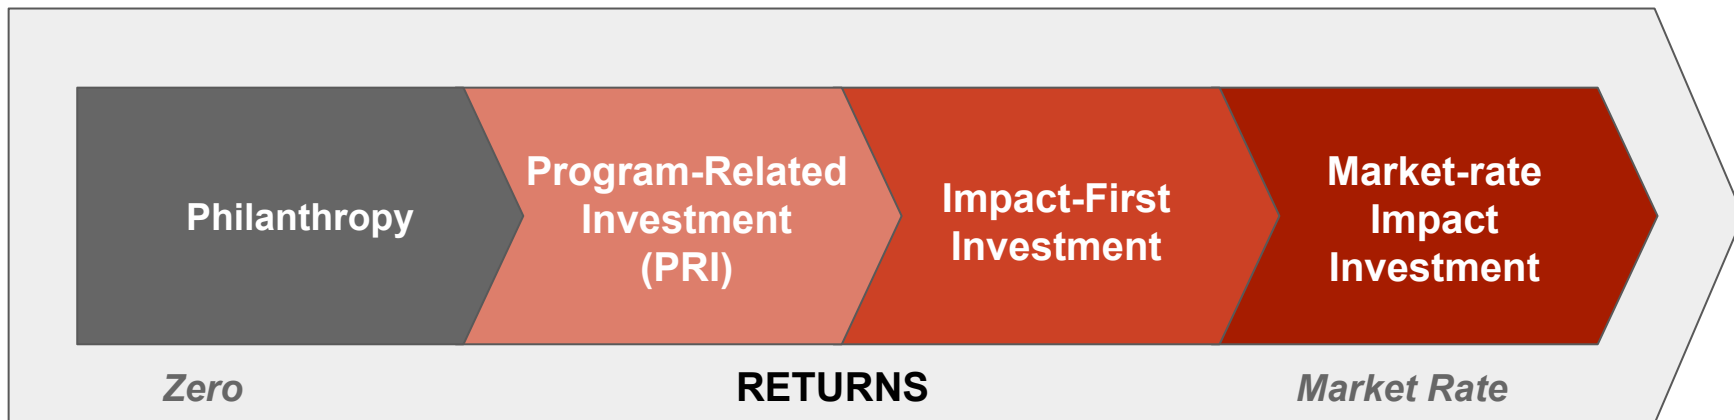 Philanthropy
Program-Related
Investment
(PRI)
Impact-First
Investment
Market-rate
Impact
Investment
Zero
RETURNS
Market Rate